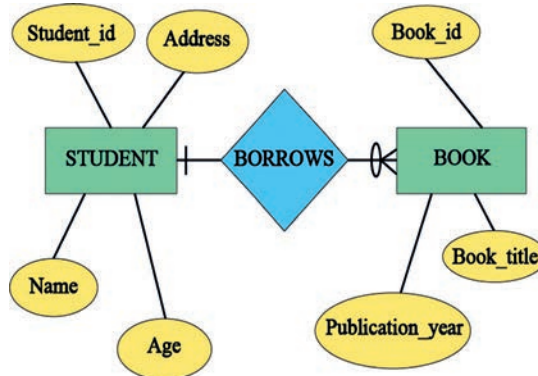 Student_id
Address
Book_id
STUDENT
BORROWS
BOOK
Name
Book_title
Age
Publication_year